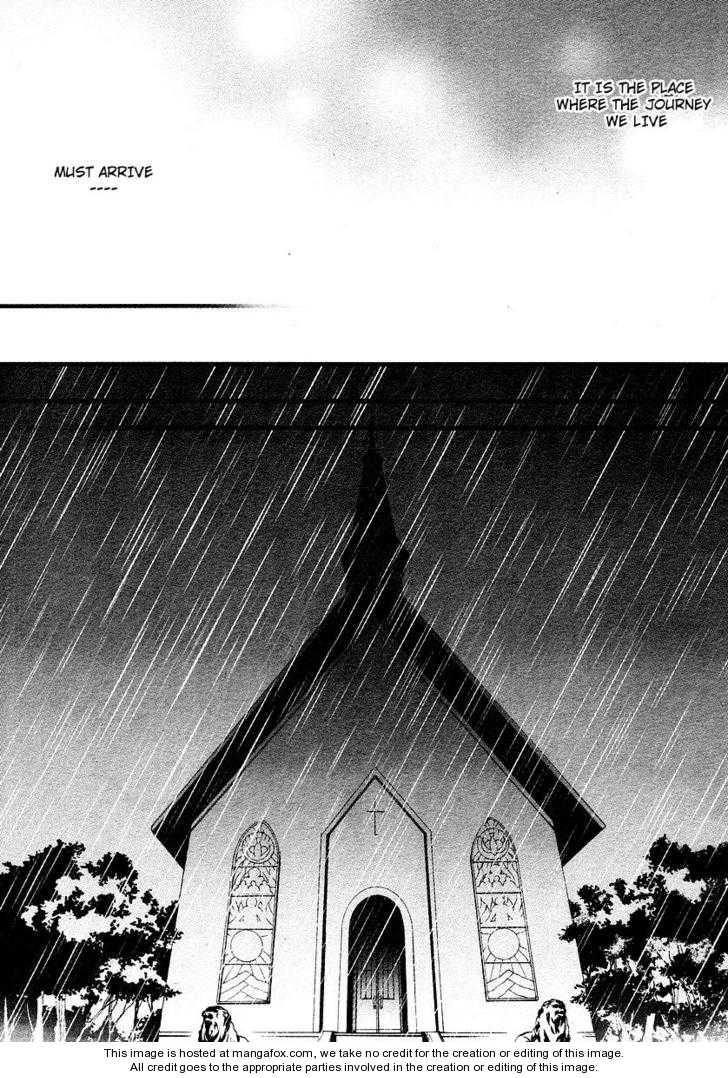 IT IS THE PLACE
WHERE THE JOURNEY
WE LIVE
MUST ARRIVE
----
This image is hosted at mangafox.com, we take no credit for the creation or editing of this image.
All credit goes to the appropriate parties involved in the creation or editing of this image.